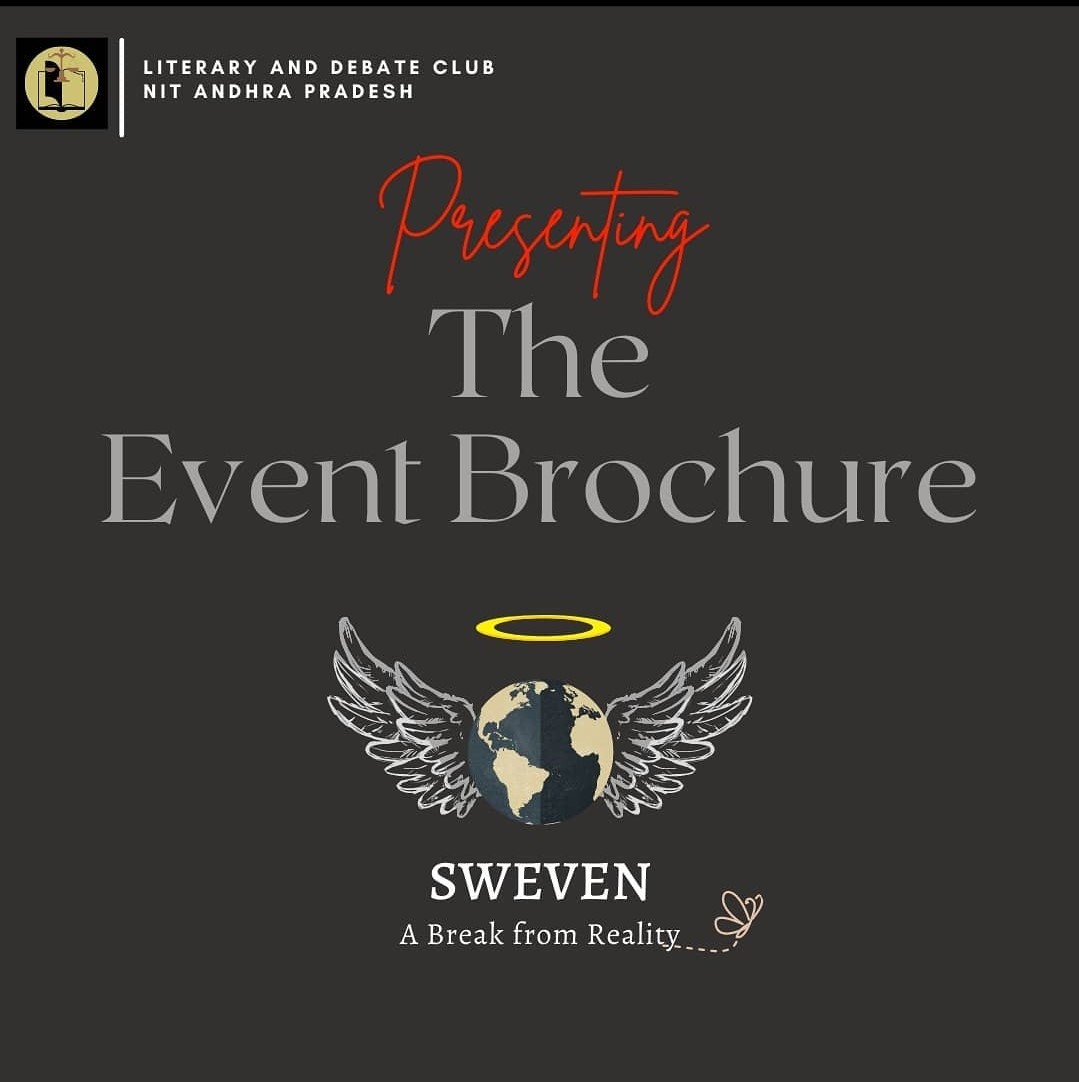 LITERARY AND DEBATE CLUB
NIT ANDHRA PRADESH
Presenting
The
Event Brochure
SWEVEN
A Break from Reality